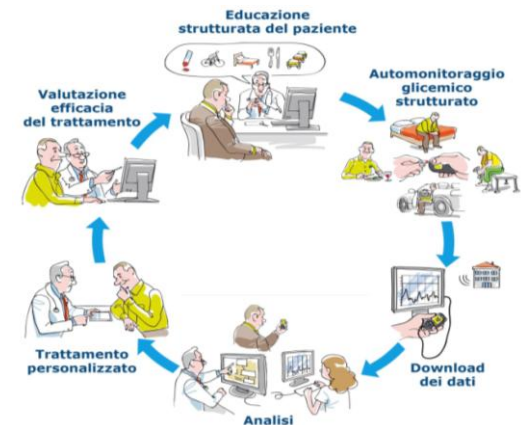 Educazione
strutturata del paziente
Automonitoraggio
glicemico
strutturato
Download
dei dati
Analisi
Trattamento
personalizzato
Valutazione
efficacia
del trattamento